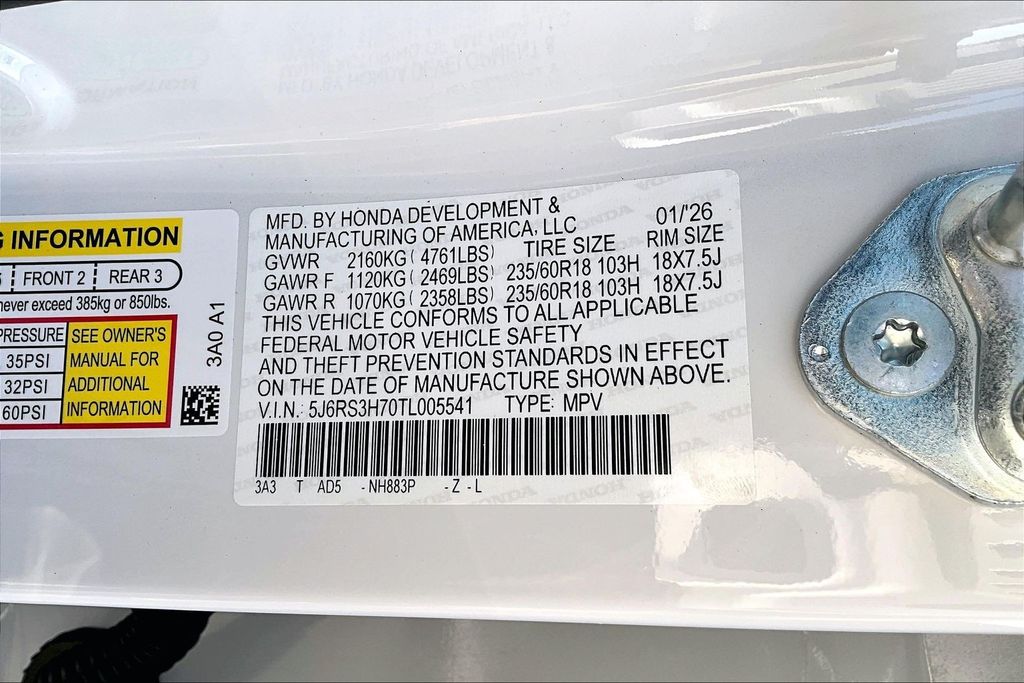 G INFORMATION
FRONT 2 REAR 3
never exceed 385kg or 850lbs.
PRESSURE SEE OWNER'S
35PSI MANUAL FOR
32PSI ADDITIONAL
60PSI INFORMATION
3A0 A1
MFD. BY HONDA DEVELOPMENT &
MANUFACTURING OF AMERICA, LLC 01/'26
GVWR 2160KG ( 4761LBS) TIRE SIZE RIM SIZE
GAWR F 1120KG ( 2469LBS) 235/60R18 103H 18X7.5J
GAWR R 1070KG ( 2358LBS) 235/60R18 103H 18X7.5J
THIS VEHICLE CONFORMS TO ALL APPLICABLE
FEDERAL MOTOR VEHICLE SAFETY
AND THEFT PREVENTION STANDARDS IN EFFECT
ON THE DATE OF MANUFACTURE SHOWN ABOVE.
V.I.N.: 5J6RS3H70TL005541 TYPE: MPV
3A3 T AD5 -NH883P -Z-L